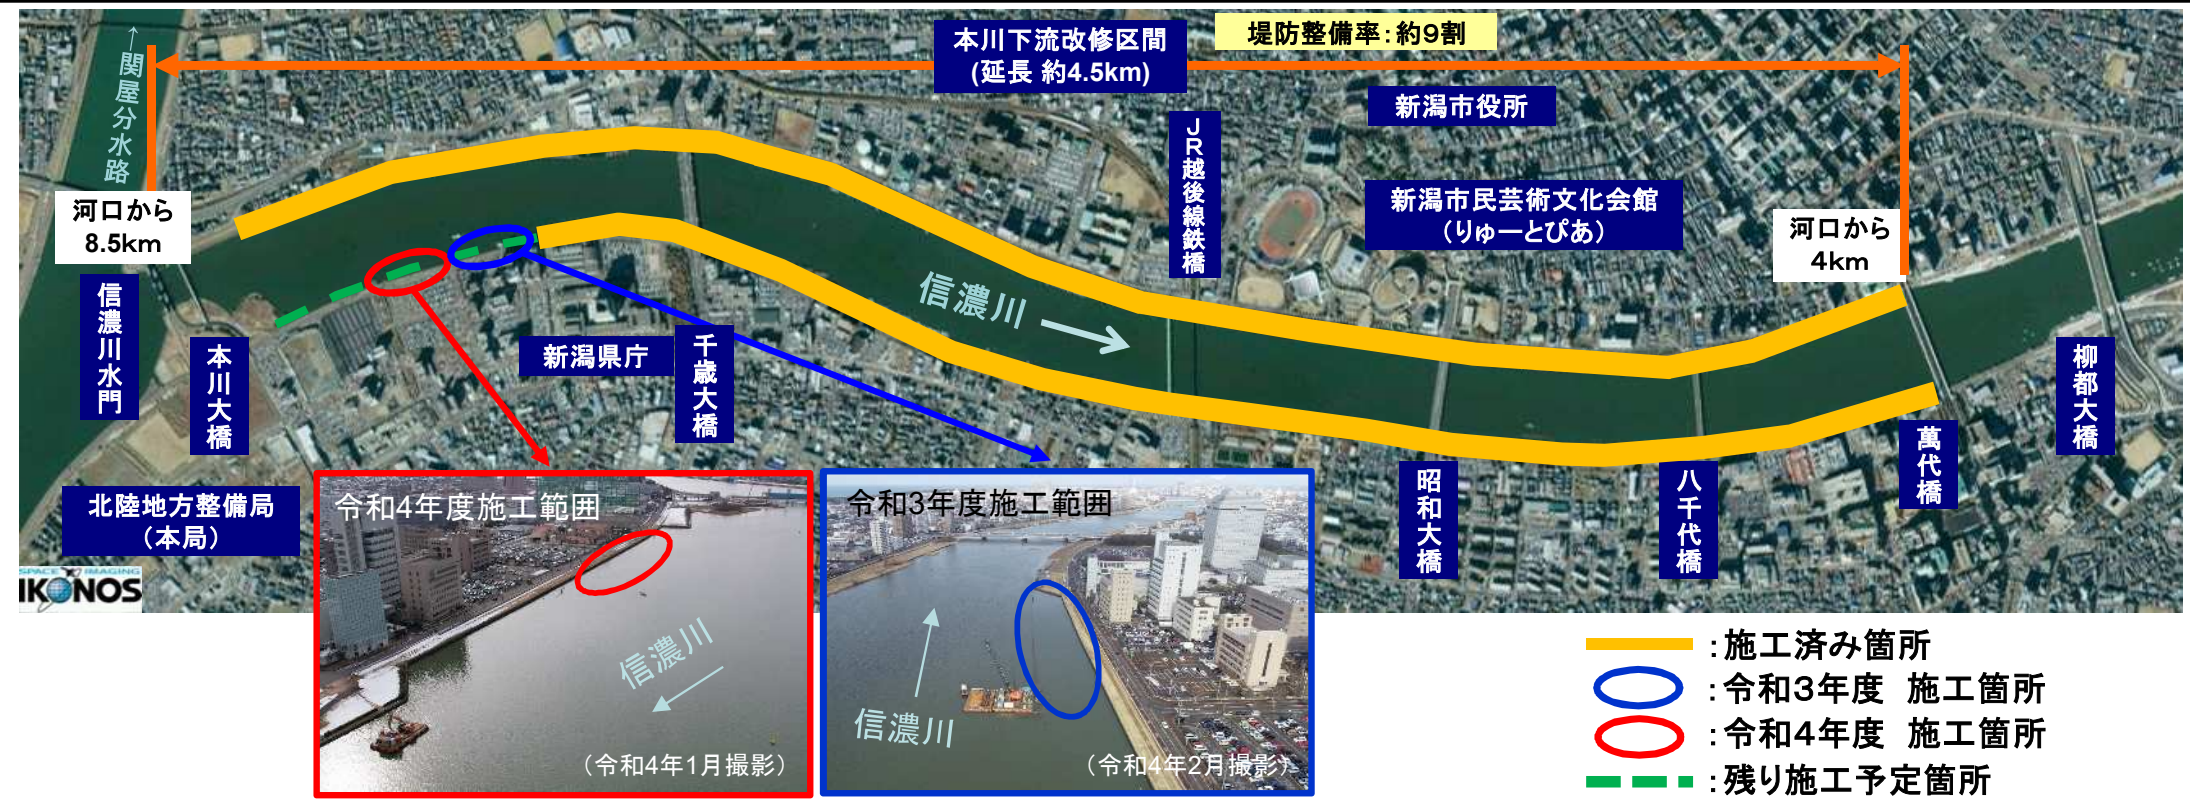 本川下流改修区間
(延長 約4.5km)
堤防整備率：約9割
→関屋分水路
新潟市役所
JR越後線鉄橋
新潟市民芸術文化会館
（りゅーとぴあ）
河口から
8.5km
河口から
4km
信濃川
信濃川水門
本川大橋
新潟県庁
千歳大橋
柳都大橋
萬代橋
昭和大橋
八千代橋
北陸地方整備局
（本局）
SPACE IMAGING
IKONOS
令和4年度施工範囲
信濃川
（令和4年1月撮影）
令和3年度施工範囲
信濃川
（令和4年2月撮影）
：施工済み箇所
：令和3年度 施工箇所
：令和4年度 施工箇所
：残り施工予定箇所